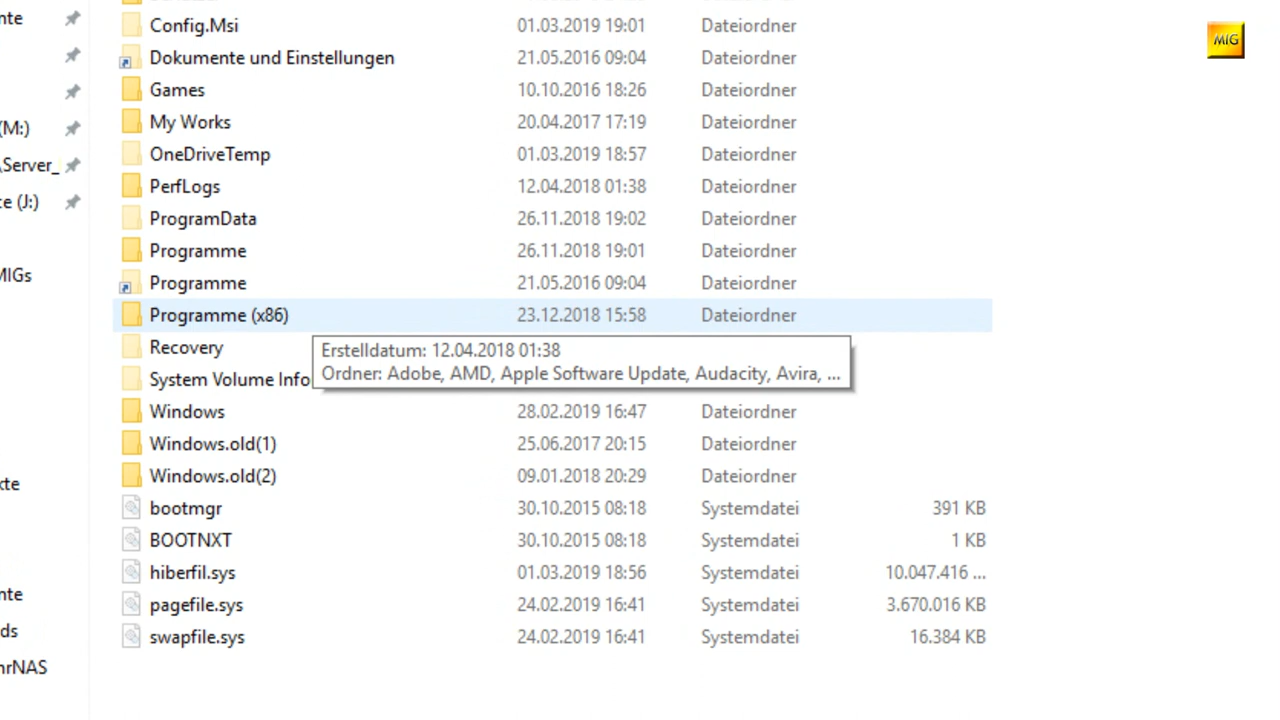 nte
Config.Msi 01.03.2019 19:01 Dateiordner
MIG
Dokumente und Einstellungen 21.05.2016 09:04 Dateiordner
Games 10.10.2016 18:26 Dateiordner
(M:) My Works 20.04.2017 17:19 Dateiordner
\Server_ OneDriveTemp 01.03.2019 18:57 Dateiordner
te (J:) PerfLogs 12.04.2018 01:38 Dateiordner
ProgramData 26.11.2018 19:02 Dateiordner
Programme 26.11.2018 19:01 Dateiordner
MIGs Programme 21.05.2016 09:04 Dateiordner
Programme (x86) 23.12.2018 15:58 Dateiordner
Recovery
Erstelldatum: 12.04.2018 01:38
Ordner: Adobe, AMD, Apple Software Update, Audacity, Avira, ...
System Volume Info
Windows 28.02.2019 16:47 Dateiordner
Windows.old(1) 25.06.2017 20:15 Dateiordner
Windows.old(2) 09.01.2018 20:29 Dateiordner
kte
bootmgr 30.10.2015 08:18 Systemdatei 391 KB
BOOTNXT 30.10.2015 08:18 Systemdatei 1 KB
hiberfil.sys 01.03.2019 18:56 Systemdatei 10.047.416 ...
nte pagefile.sys 24.02.2019 16:41 Systemdatei 3.670.016 KB
ds swapfile.sys 24.02.2019 16:41 Systemdatei 16.384 KB
hrNAS